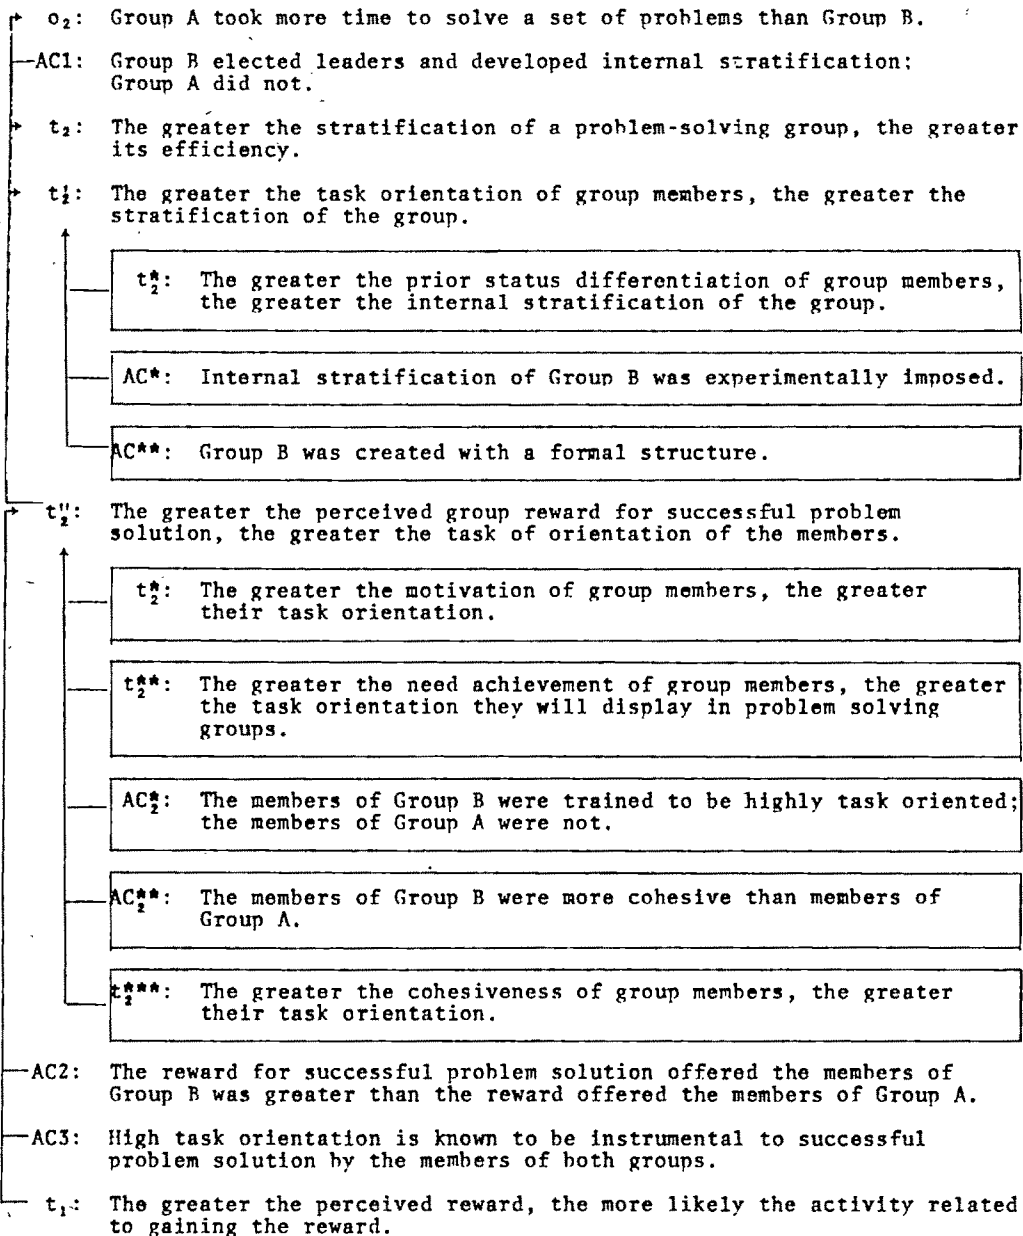 o₂: Group A took more time to solve a set of problems than Group B.
AC1: Group B elected leaders and developed internal stratification;
Group A did not.
t₂: The greater the stratification of a problem-solving group, the greater
its efficiency.
t₂': The greater the task orientation of group members, the greater the
stratification of the group.
t₂*: The greater the prior status differentiation of group members,
the greater the internal stratification of the group.
AC*: Internal stratification of Group B was experimentally imposed.
AC**: Group B was created with a formal structure.
t₂": The greater the perceived group reward for successful problem
solution, the greater the task of orientation of the members.
t₂*: The greater the motivation of group members, the greater
their task orientation.
t₂**: The greater the need achievement of group members, the greater
the task orientation they will display in problem solving
groups.
AC₂*: The members of Group B were trained to be highly task oriented;
the members of Group A were not.
AC₂**: The members of Group B were more cohesive than members of
Group A.
t₂***: The greater the cohesiveness of group members, the greater
their task orientation.
AC2: The reward for successful problem solution offered the members of
Group B was greater than the reward offered the members of Group A.
AC3: High task orientation is known to be instrumental to successful
problem solution by the members of both groups.
t₁: The greater the perceived reward, the more likely the activity related
to gaining the reward.